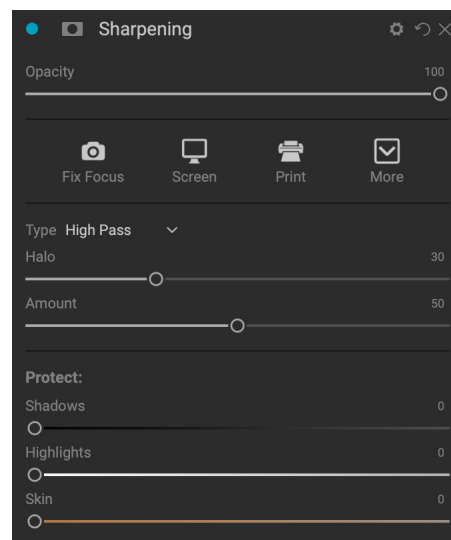 Sharpening
Opacity 100
Fix Focus Screen Print More
Type High Pass
Halo 30
Amount 50
Protect:
Shadows 0
Highlights 0
Skin 0